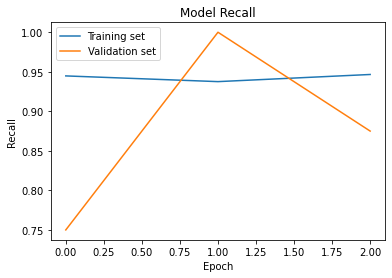 Model Recall
Training set
Validation set
1.00
0.95
0.90
0.85
0.80
0.75
Recall
0.00 0.25 0.50 0.75 1.00 1.25 1.50 1.75 2.00
Epoch